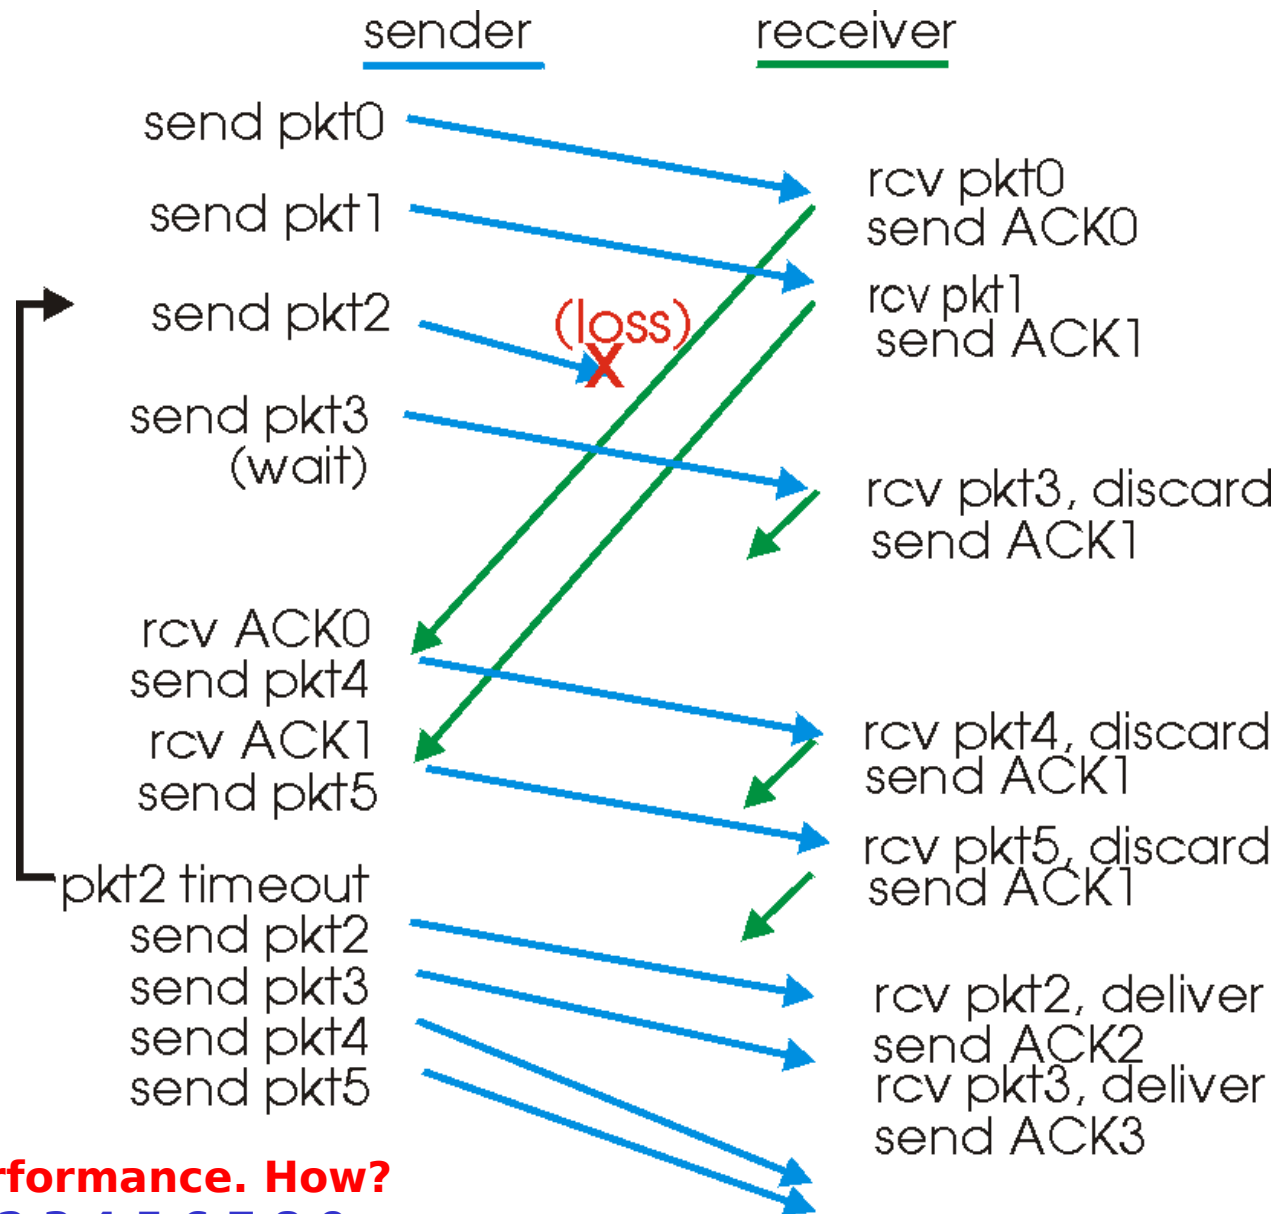 sender
receiver
send pkt0
send pkt1
send pkt2
send pkt3
(wait)
(loss)
X
rcv ACK0
send pkt4
rcv ACK1
send pkt5
pkt2 timeout
send pkt2
send pkt3
send pkt4
send pkt5
rcv pkt0
send ACK0
rcv pkt1
send ACK1
rcv pkt3, discard
send ACK1
rcv pkt4, discard
send ACK1
rcv pkt5, discard
send ACK1
rcv pkt2, deliver
send ACK2
rcv pkt3, deliver
send ACK3
rformance. How?